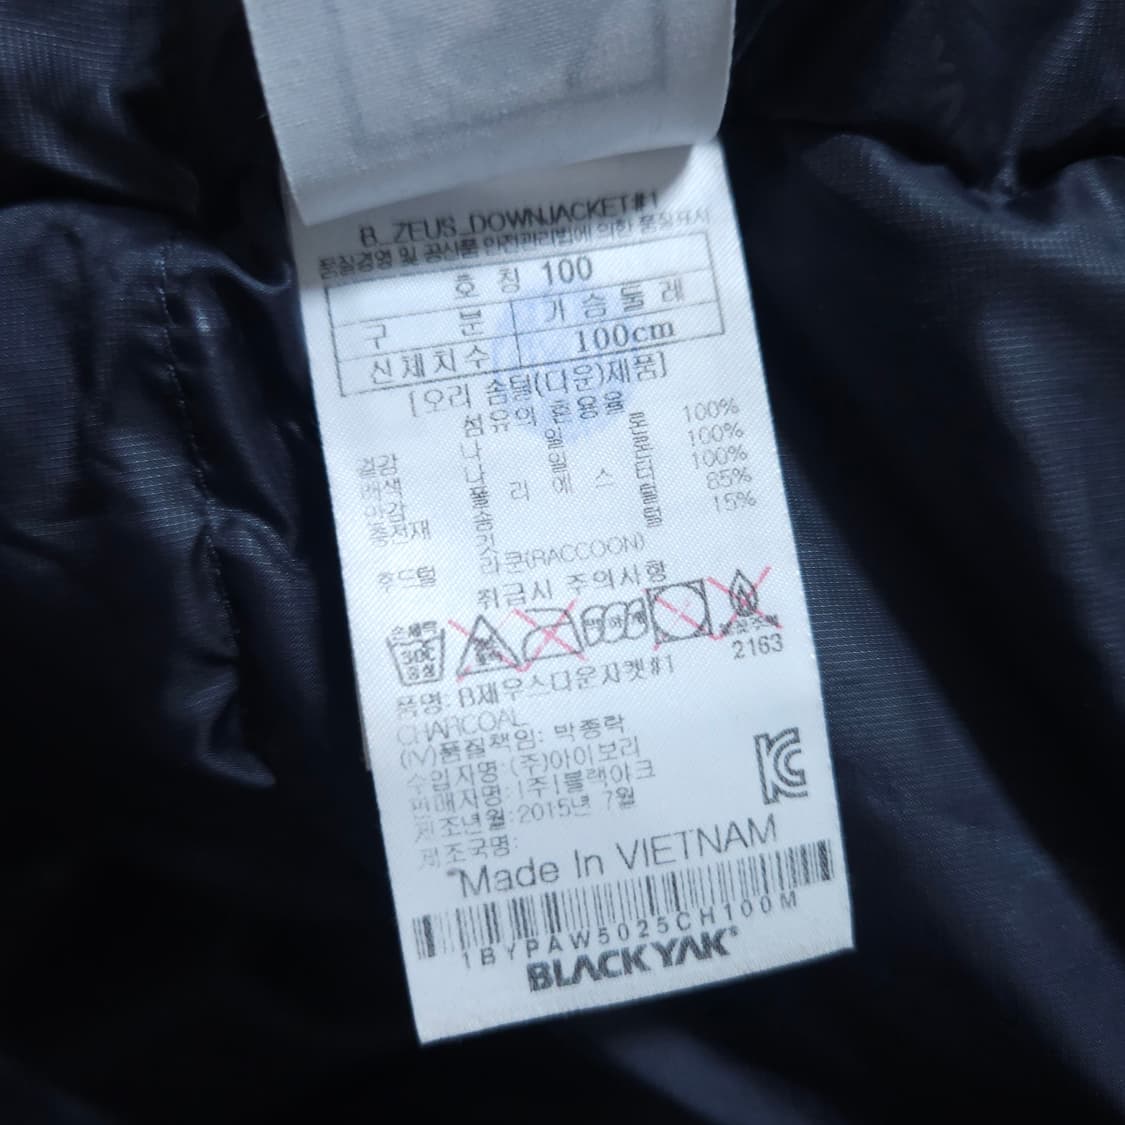 B_ZEUS_DOWNJACKET#1
품질경영 및 공산품 안전관리법에 의한 품질표시
호 칭 100
구 분 가슴둘레
신체치수 100cm
[오리 솜털(다운)제품]
섬유의 혼용율
겉감 나일론 100%
배색 나일론 100%
안감 폴리에스터 100%
충전재 솜털 85%
깃털 15%
후드털 라쿤(RACCOON)
취급시 주의사항
손세탁
30℃
중성
2163
품명: B제우스다운자켓#1
CHARCOAL
(IV)품질책임: 박종락
수입자명:(주)아이보리
판매자명:(주)블랙야크
제조년월:2015년 7월
제조국명:
"Made In VIETNAM
1BYPAW5025CH100M
BLACKYAK